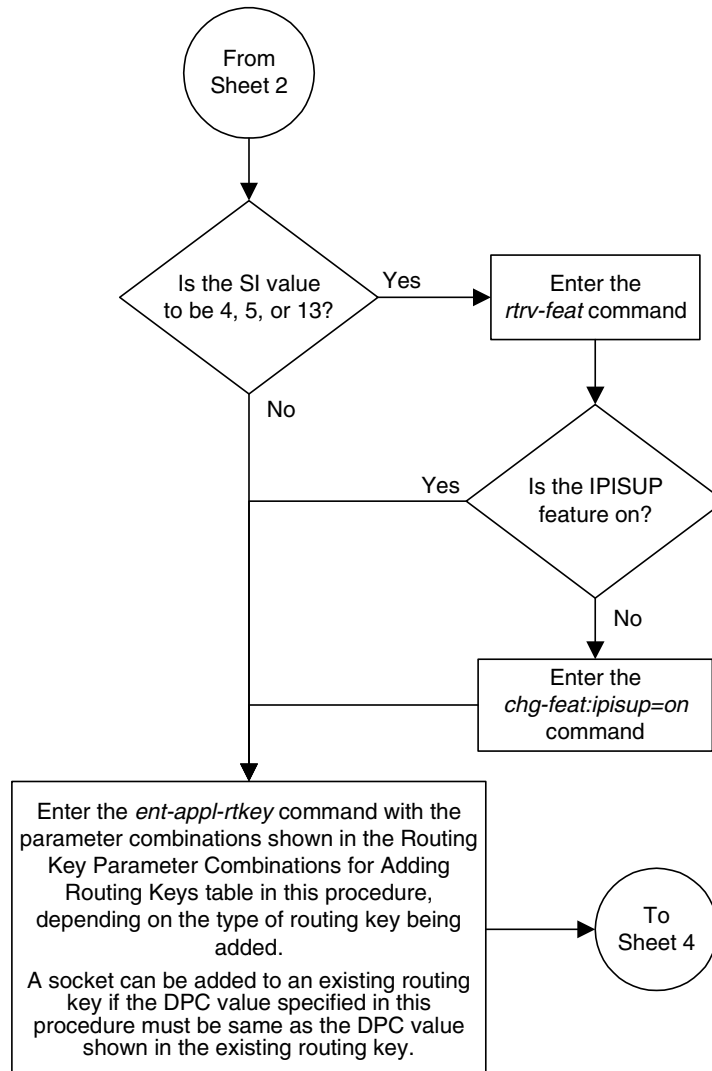 From
Sheet 2
Is the SI value
to be 4, 5, or 13?
Yes
Enter the
rtrv-feat command
No
Yes
Is the IPISUP
feature on?
No
Enter the
chg-feat:ipisup=on
command
Enter the ent-appl-rtkey command with the
parameter combinations shown in the Routing
Key Parameter Combinations for Adding
Routing Keys table in this procedure,
depending on the type of routing key being
added.
A socket can be added to an existing routing
key if the DPC value specified in this
procedure must be same as the DPC value
shown in the existing routing key.
To
Sheet 4